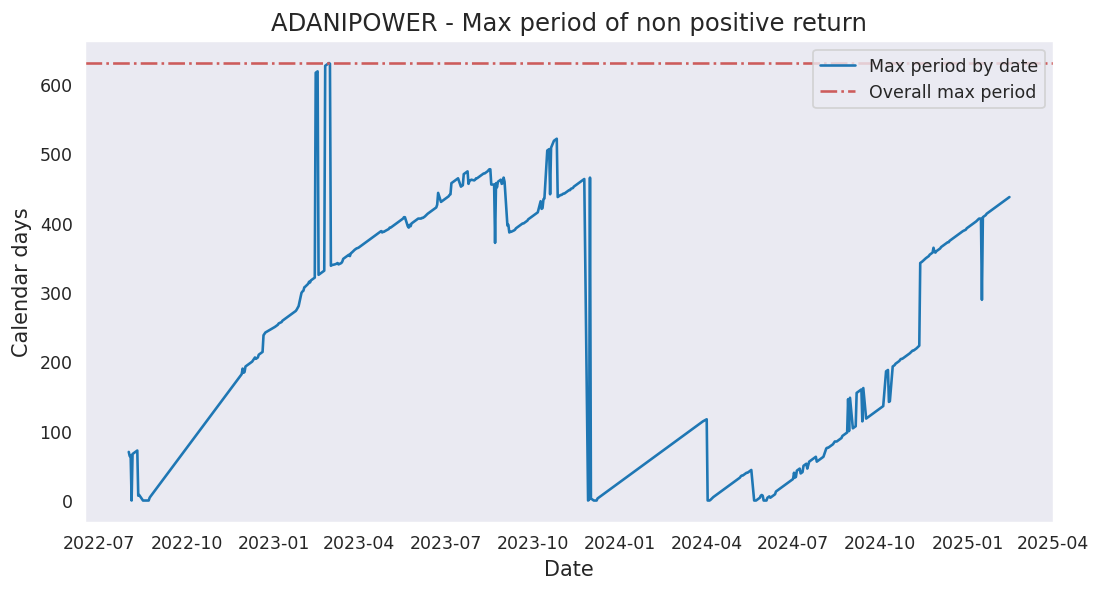 ADANIPOWER - Max period of non positive return
Max period by date
Overall max period
Calendar days
600
500
400
300
200
100
0
2022-07 2022-10 2023-01 2023-04 2023-07 2023-10 2024-01 2024-04 2024-07 2024-10 2025-01 2025-04
Date